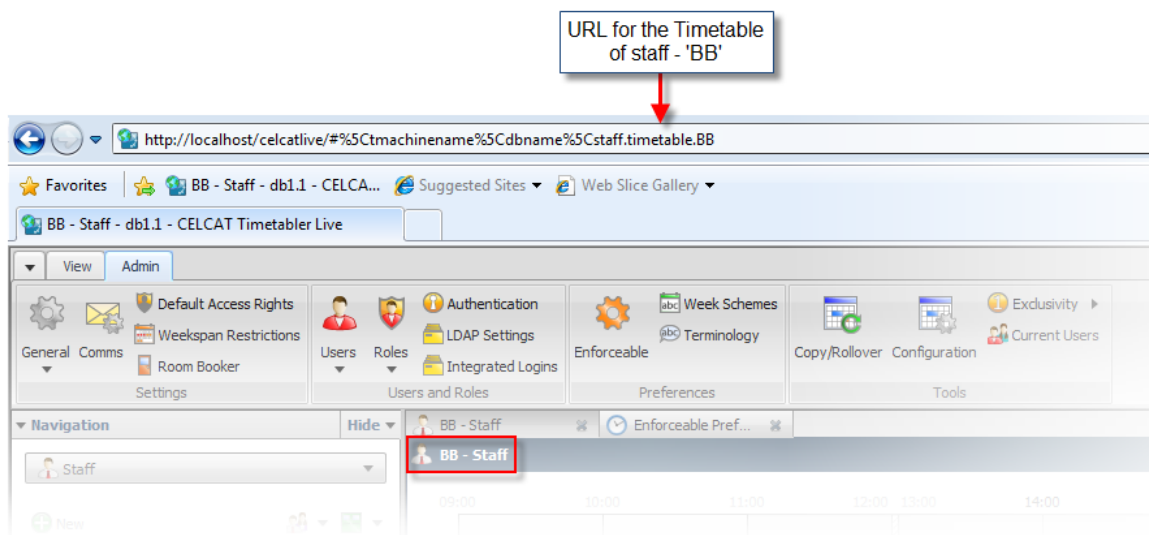 URL for the Timetable
of staff - 'BB'
http://localhost/celcatlive/#%5Ctmachinename%5Cdbname%5Cstaff.timetable.BB
Favorites BB - Staff - db1.1 - CELCA... Suggested Sites Web Slice Gallery
BB - Staff - db1.1 - CELCAT Timetabler Live
View Admin
Default Access Rights Authentication abc Week Schemes Exclusivity
Weekspan Restrictions LDAP Settings abc Terminology Current Users
General Comms Users Roles Enforceable Copy/Rollover Configuration
Room Booker Integrated Logins
Settings Users and Roles Preferences Tools
Navigation Hide BB - Staff Enforceable Pref...
BB - Staff
Staff
09:00 10:00 11:00 12:00 13:00 14:00
New